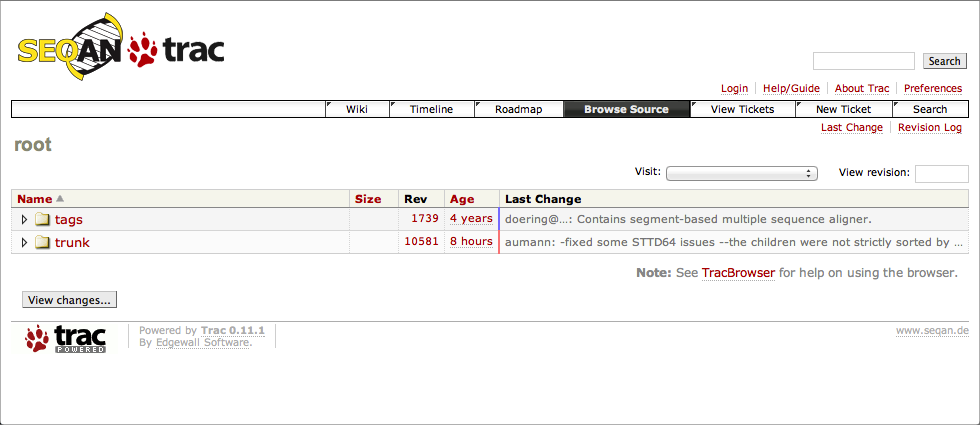 SEQAN trac
Search
Login Help/Guide About Trac Preferences
Wiki Timeline Roadmap Browse Source View Tickets New Ticket Search
Last Change Revision Log
root
Visit: View revision:
Name Size Rev Age Last Change
tags 1739 4 years doering@...: Contains segment-based multiple sequence aligner.
trunk 10581 8 hours aumann: -fixed some STTD64 issues --the children were not strictly sorted by ...
Note: See TracBrowser for help on using the browser.
View changes...
trac POWERED
Powered by Trac 0.11.1
By Edgewall Software.
www.seqan.de